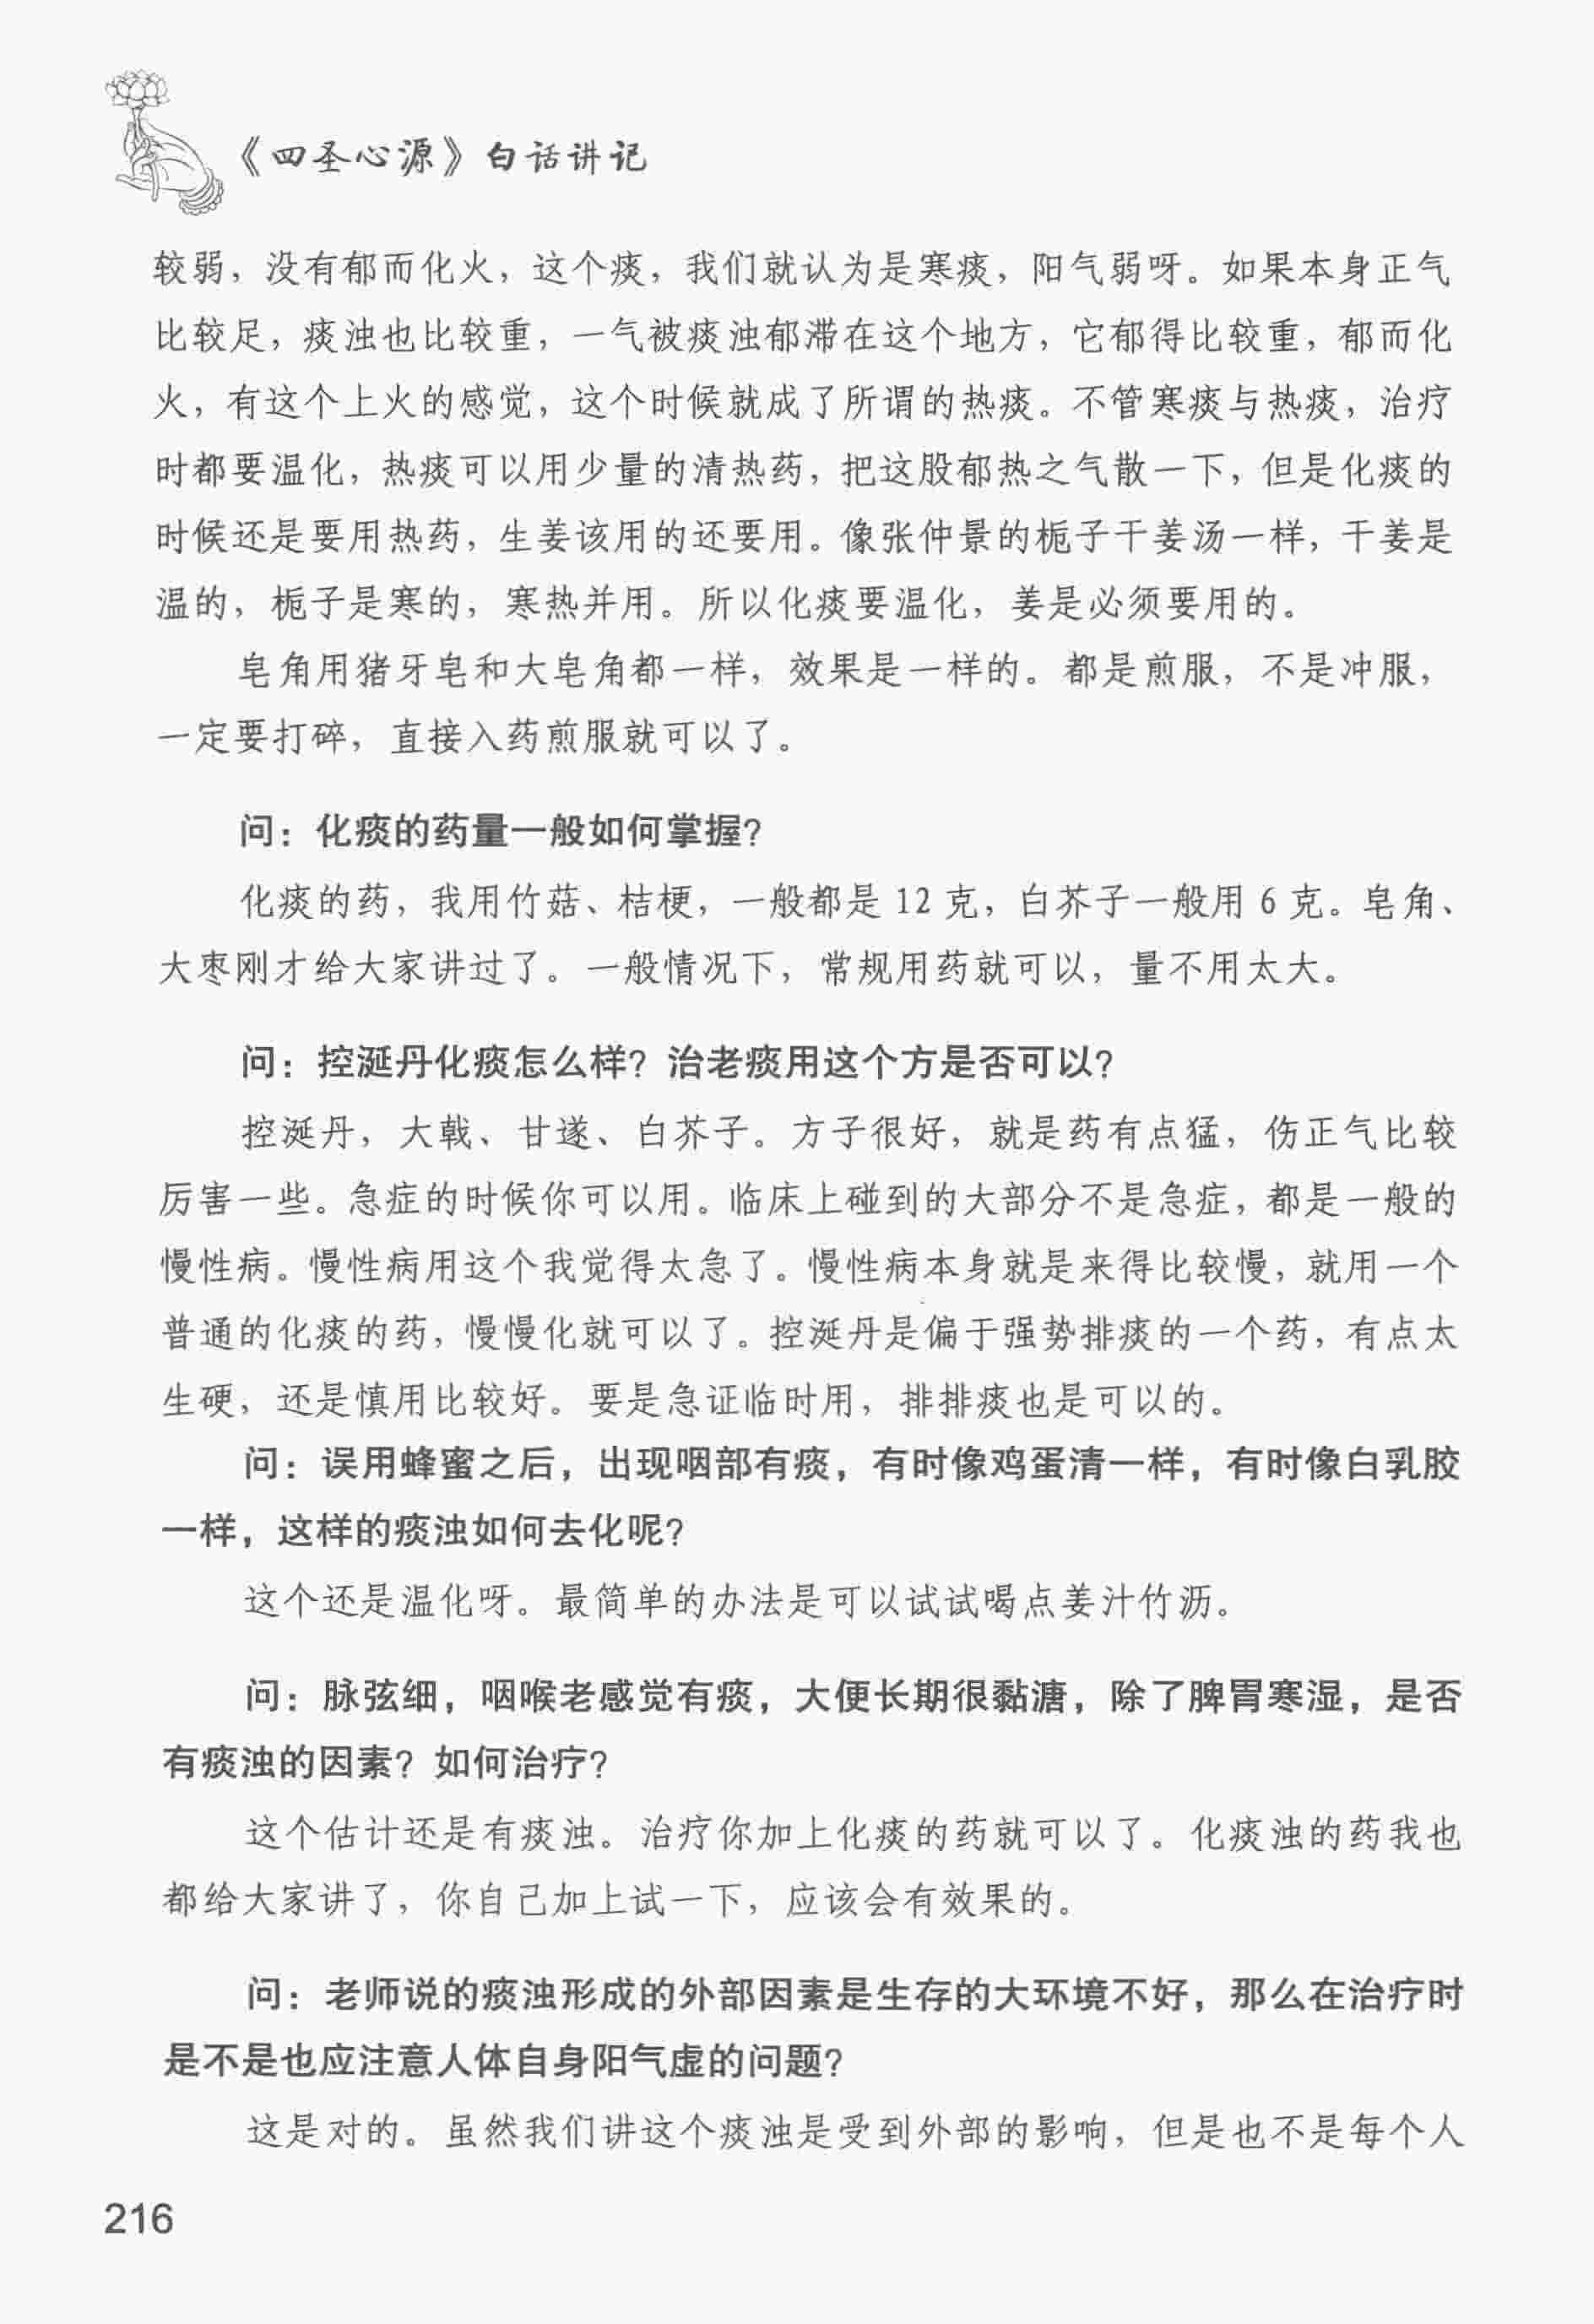 《四圣心源》白话讲记
较弱，没有郁而化火，这个痰，我们就认为是寒痰，阳气弱呀。如果本身正气
比较足，痰浊也比较重，一气被痰浊郁滞在这个地方，它郁得比较重，郁而化
火，有这个上火的感觉，这个时候就成了所谓的热痰。不管寒痰与热痰，治疗
时都要温化，热痰可以用少量的清热药，把这股郁热之气散一下，但是化痰的
时候还是要用热药，生姜该用的还要用。像张仲景的栀子干姜汤一样，干姜是
温的，栀子是寒的，寒热并用。所以化痰要温化，姜是必须要用的。
皂角用猪牙皂和大皂角都一样，效果是一样的。都是煎服，不是冲服，
一定要打碎，直接入药煎服就可以了。
问：化痰的药量一般如何掌握？
化痰的药，我用竹茹、桔梗，一般都是 12 克，白芥子一般用 6 克。皂角、
大枣刚才给大家讲过了。一般情况下，常规用药就可以，量不用太大。
问：控涎丹化痰怎么样？治老痰用这个方是否可以？
控涎丹，大戟、甘遂、白芥子。方子很好，就是药有点猛，伤正气比较
厉害一些。急症的时候你可以用。临床上碰到的大部分不是急症，都是一般的
慢性病。慢性病用这个我觉得太急了。慢性病本身就是来得比较慢，就用一个
普通的化痰的药，慢慢化就可以了。控涎丹是偏于强势排痰的一个药，有点太
生硬，还是慎用比较好。要是急证临时用，排排痰也是可以的。
问：误用蜂蜜之后，出现咽部有痰，有时像鸡蛋清一样，有时像白乳胶
一样，这样的痰浊如何去化呢？
这个还是温化呀。最简单的办法是可以试试喝点姜汁竹沥。
问：脉弦细，咽喉老感觉有痰，大便长期很黏溏，除了脾胃寒湿，是否
有痰浊的因素？如何治疗？
这个估计还是有痰浊。治疗你加上化痰的药就可以了。化痰浊的药我也
都给大家讲了，你自己加上试一下，应该会有效果的。
问：老师说的痰浊形成的外部因素是生存的大环境不好，那么在治疗时
是不是也应注意人体自身阳气虚的问题？
这是对的。虽然我们讲这个痰浊是受到外部的影响，但是也不是每个人
216